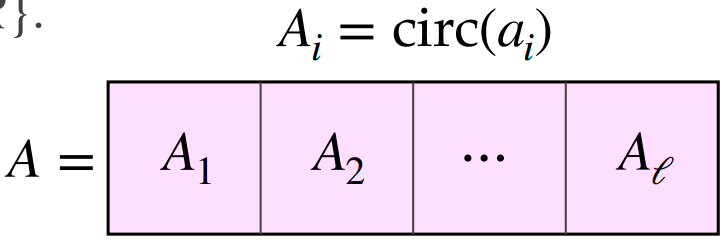 R}.
A_i = circ(a_i)
A = A_1 A_2 ⋯ A_ℓ